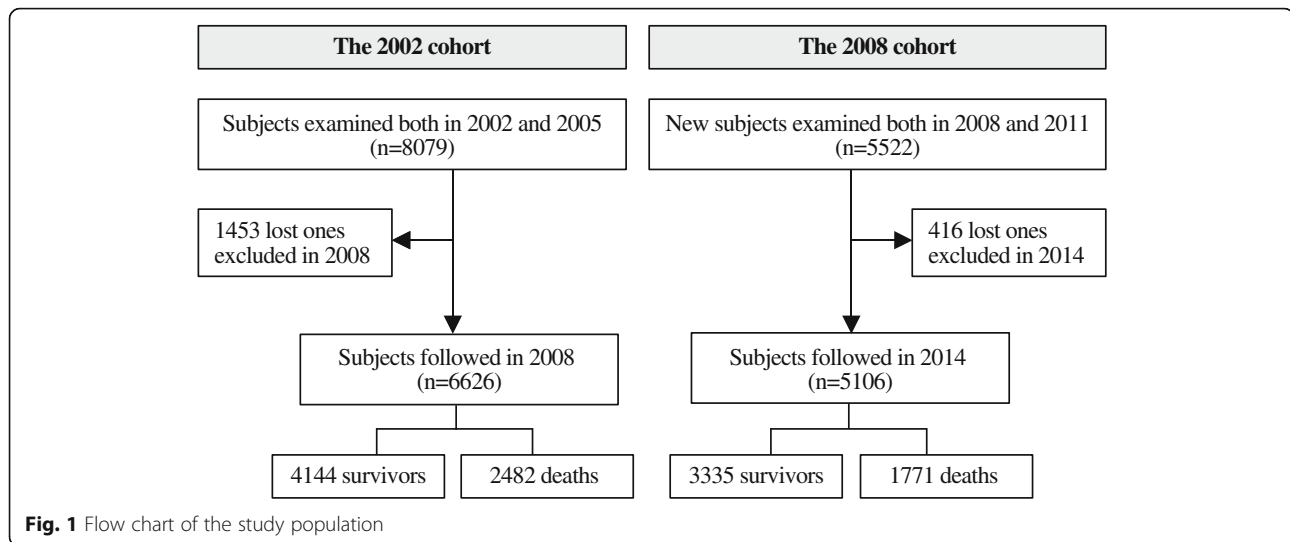 The 2002 cohort
The 2008 cohort
Subjects examined both in 2002 and 2005
(n=8079)
New subjects examined both in 2008 and 2011
(n=5522)
1453 lost ones
excluded in 2008
416 lost ones
excluded in 2014
Subjects followed in 2008
(n=6626)
Subjects followed in 2014
(n=5106)
4144 survivors
2482 deaths
3335 survivors
1771 deaths
Fig. 1 Flow chart of the study population